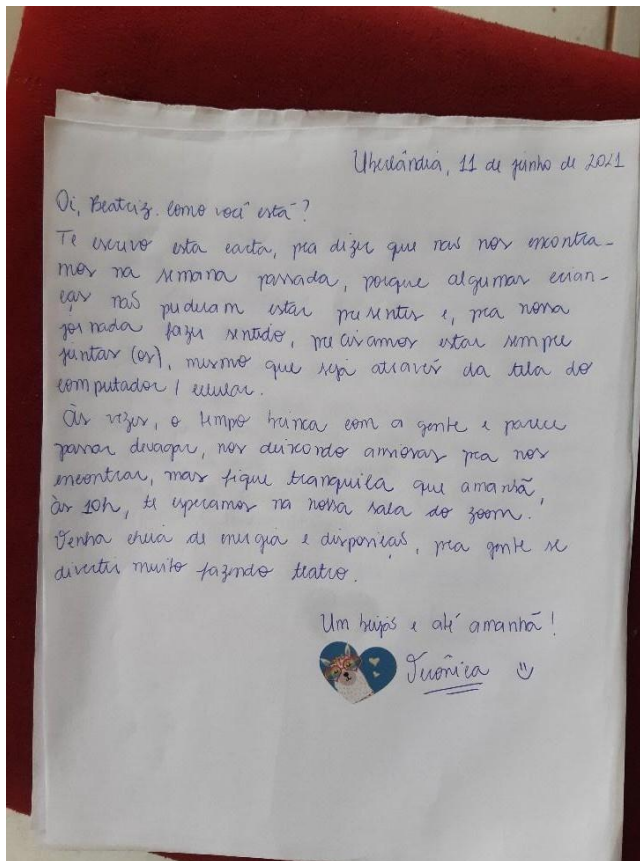 Uberlândia, 11 de junho de 2021
Oi, Beatriz. Como você está?
Te escrevo esta carta, pra dizer que não nos encontra-
mos na semana passada, porque algumas crian-
ças não puderam estar presentes e, pra nossa
jornada fazer sentido, precisamos estar sempre
juntas (os), mesmo que seja através da tela do
computador / celular.
Às vezes, o tempo brinca com a gente e parece
passar devagar, nos deixando ansiosas pra nos
encontrar, mas fique tranquila que amanhã,
às 10h, te esperamos na nossa sala do zoom!
Venha cheia de energia e disposição, pra gente se
divertir muito fazendo teatro.
Um beijo e até amanhã!
Verônica